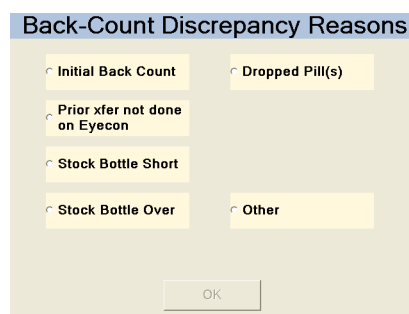 Back-Count Discrepancy Reasons
Initial Back Count
Dropped Pill(s)
Prior xfer not done
on Eyecon
Stock Bottle Short
Stock Bottle Over
Other
OK